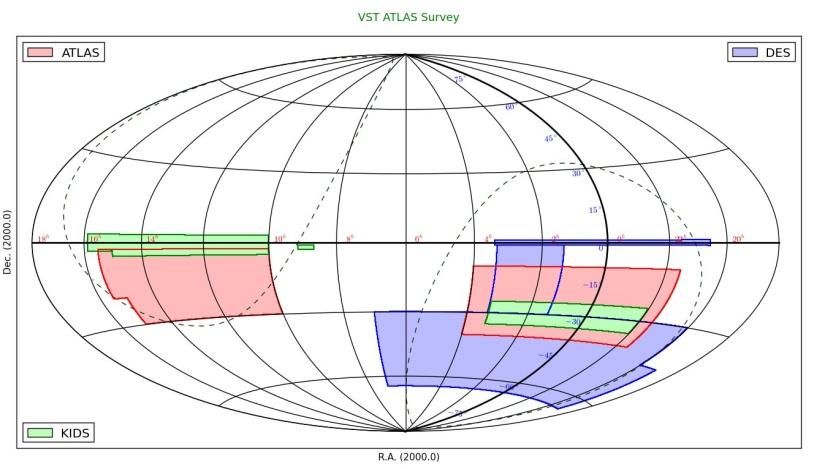 VST ATLAS Survey
ATLAS
DES
75°
60°
45°
30°
15°
18ʰ
16ʰ
14ʰ
10ʰ
8ʰ
6ʰ
4ʰ
2ʰ
0ʰ
22ʰ
20ʰ
0°
−15°
−30°
−45°
−60°
−75°
KIDS
Dec. (2000.0)
R.A. (2000.0)